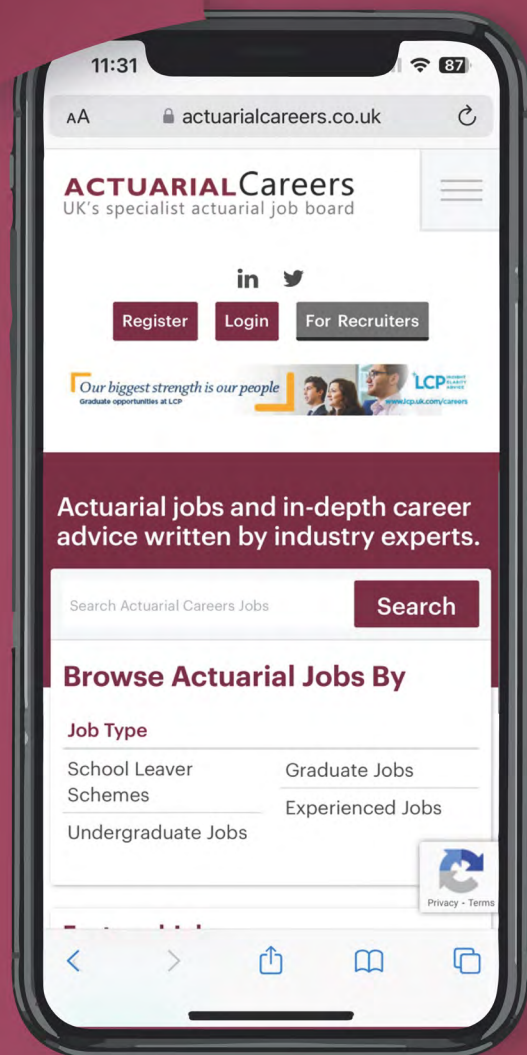 11:31
87
AA actuarialcareers.co.uk
ACTUARIALCareers
UK's specialist actuarial job board
in
Register Login For Recruiters
Our biggest strength is our people
Graduate opportunities at LCP
LCP INSIGHT
CLARITY
ADVICE
www.lcp.uk.com/careers
Actuarial jobs and in-depth career
advice written by industry experts.
Search Actuarial Careers Jobs Search
Browse Actuarial Jobs By
Job Type
School Leaver
Schemes
Graduate Jobs
Undergraduate Jobs
Experienced Jobs
Privacy - Terms